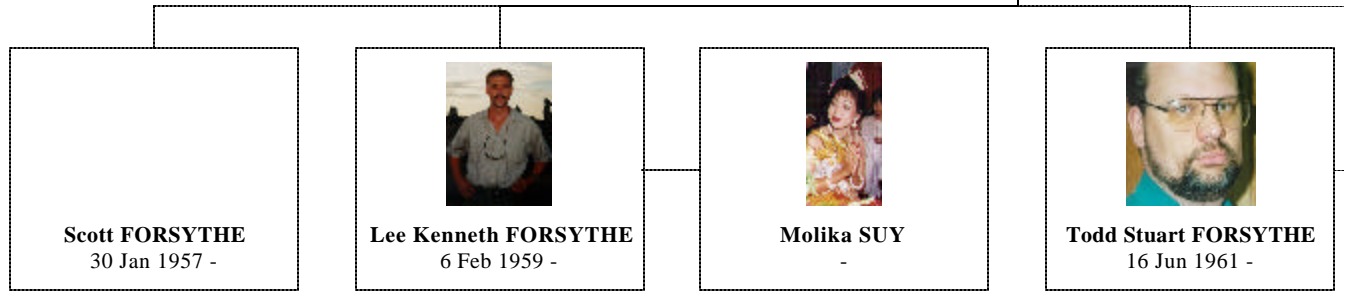 Scott FORSYTHE
30 Jan 1957 -
Lee Kenneth FORSYTHE
6 Feb 1959 -
Molika SUY
-
Todd Stuart FORSYTHE
16 Jun 1961 -